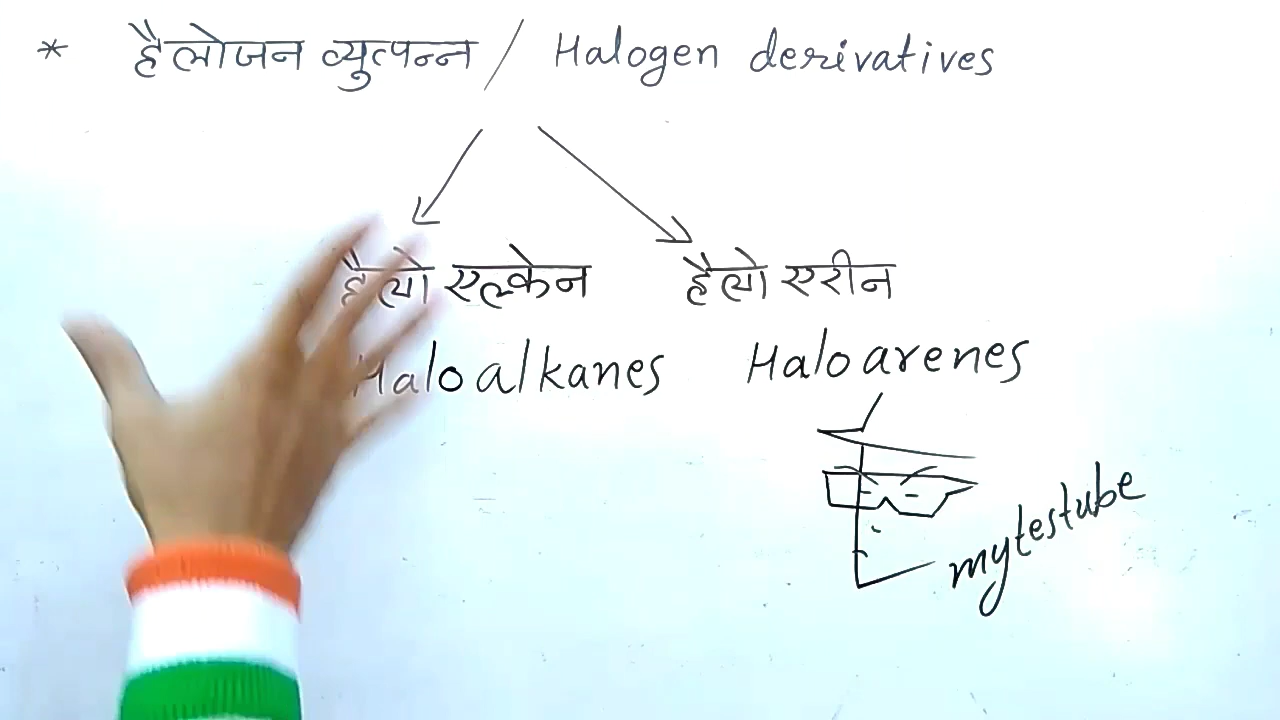 * हैलोजन व्युत्पन्न / Halogen derivatives
हैलो एल्केन हैलो एरीन
Haloalkanes Haloarenes
mytestube